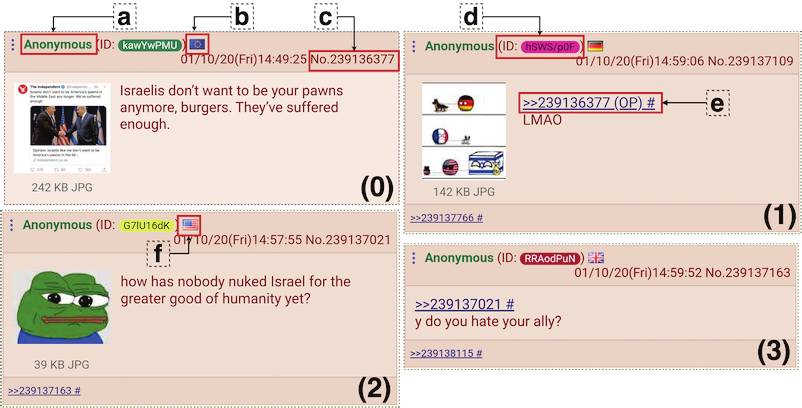 a
b
c
d
Anonymous (ID: kawYwPMU)
01/10/20(Fri)14:49:25 No.239136377
The Independent
Israelis don't want to be your pawns
anymore, burgers. They've suffered
enough.
242 KB JPG
(0)
Anonymous (ID: hSWS/p0F)
01/10/20(Fri)14:59:06 No.239137109
>>239136377 (OP) #
e
LMAO
142 KB JPG
>>239137766 #
(1)
Anonymous (ID: G7IU16dK)
01/10/20(Fri)14:57:55 No.239137021
f
how has nobody nuked Israel for the
greater good of humanity yet?
39 KB JPG
>>239137163 #
(2)
Anonymous (ID: RRAodPuN)
01/10/20(Fri)14:59:52 No.239137163
>>239137021 #
y do you hate your ally?
>>239138115 #
(3)